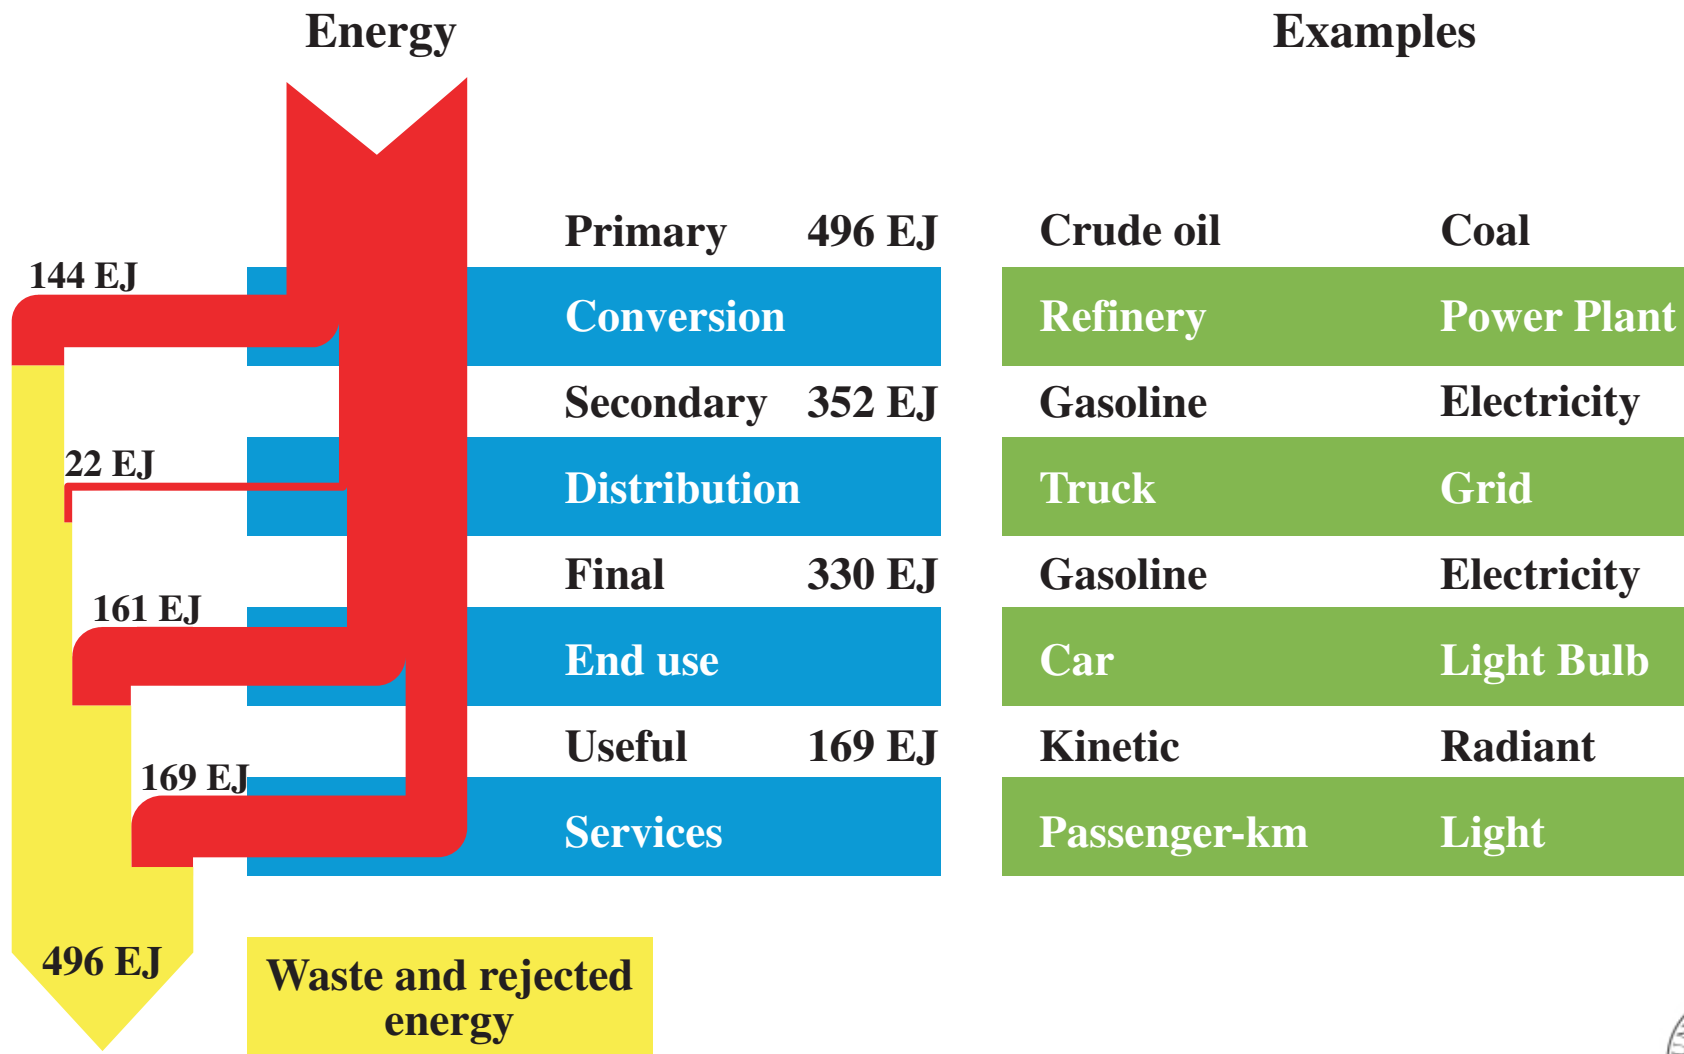 Energy Examples
Primary 496 EJ Crude oil Coal
144 EJ
Conversion Refinery Power Plant
Secondary 352 EJ Gasoline Electricity
22 EJ
Distribution Truck Grid
Final 330 EJ Gasoline Electricity
161 EJ
End use Car Light Bulb
Useful 169 EJ Kinetic Radiant
169 EJ
Services Passenger-km Light
496 EJ
Waste and rejected
energy